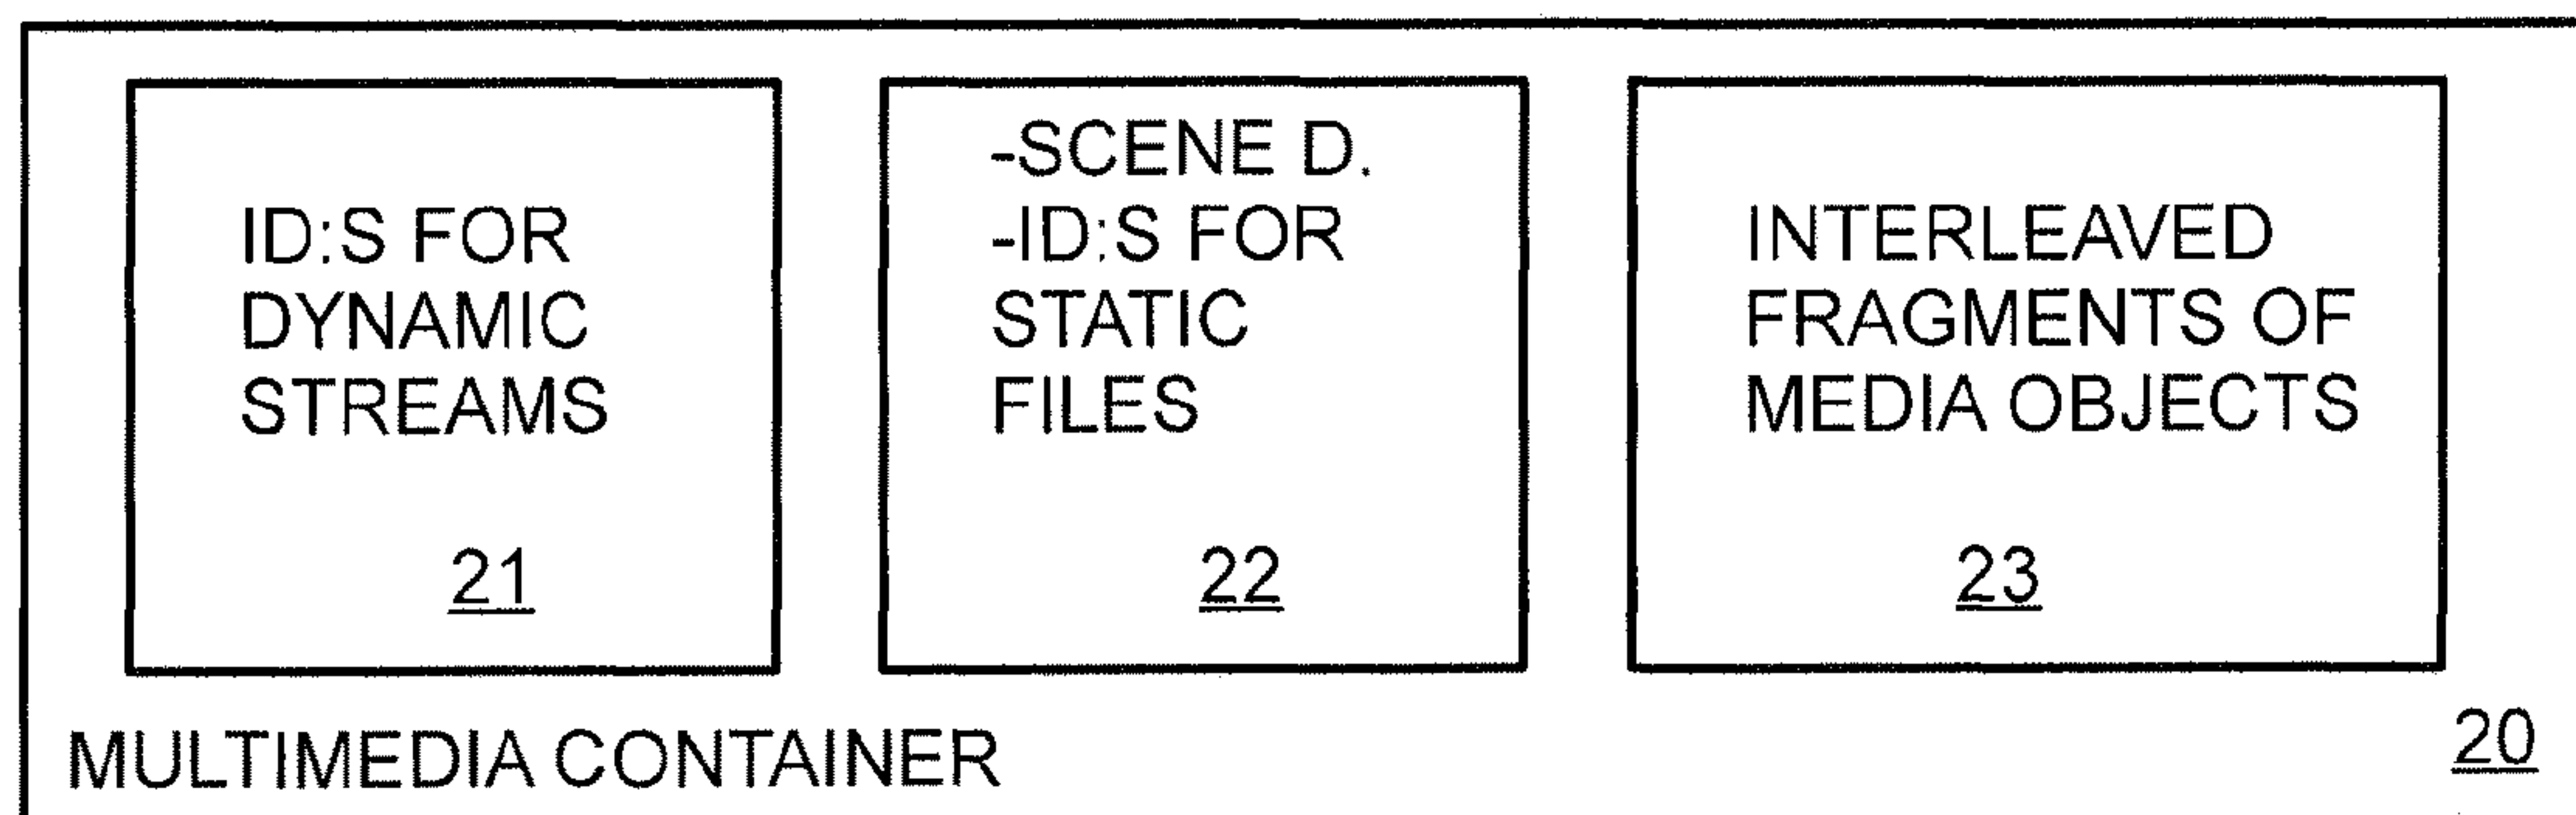 ID:S FOR
DYNAMIC
STREAMS
21
-SCENE D.
-ID:S FOR
STATIC
FILES
22
INTERLEAVED
FRAGMENTS OF
MEDIA OBJECTS
23
MULTIMEDIA CONTAINER
20